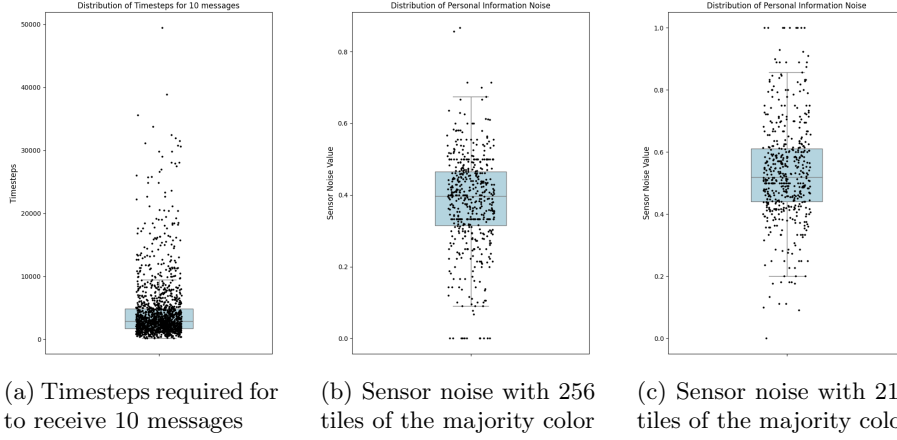 Distribution of Timesteps for 10 messages
Distribution of Personal Information Noise
Distribution of Personal Information Noise
50000
40000
30000
20000
10000
0
Timesteps
0.8
0.6
0.4
0.2
0.0
Sensor Noise Value
1.0
0.8
0.6
0.4
0.2
0.0
Sensor Noise Value
(a) Timesteps required for
to receive 10 messages
(b) Sensor noise with 256
tiles of the majority color
(c) Sensor noise with 21
tiles of the majority colo